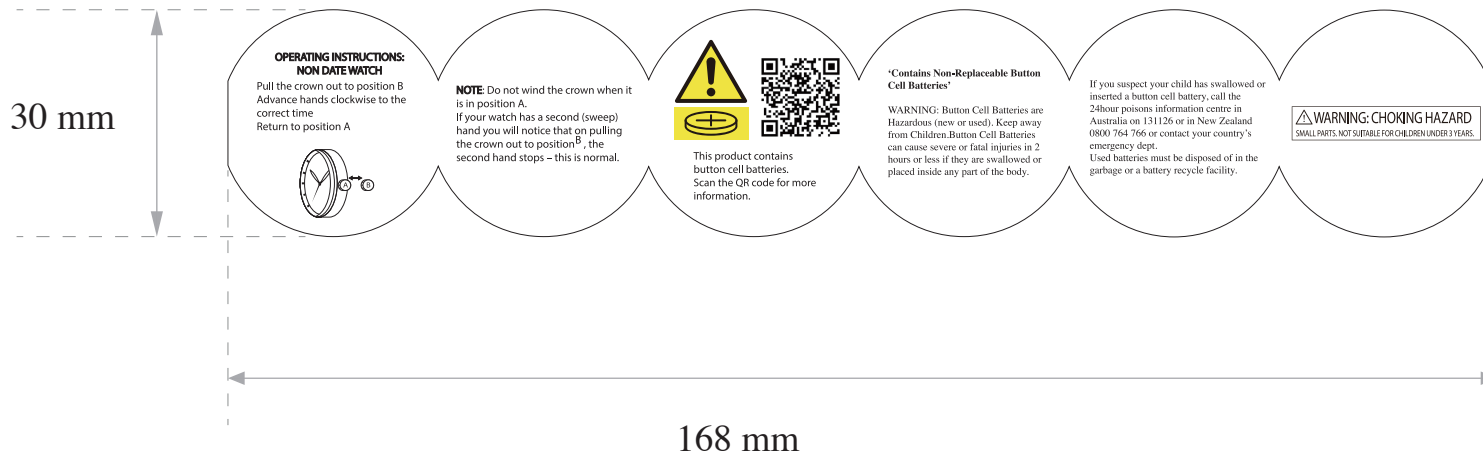 30 mm
OPERATING INSTRUCTIONS:
NON DATE WATCH
Pull the crown out to position B
Advance hands clockwise to the
correct time
Return to position A
A
B
NOTE: Do not wind the crown when it
is in position A.
If your watch has a second (sweep)
hand you will notice that on pulling
the crown out to position B , the
second hand stops – this is normal.
This product contains
button cell batteries.
Scan the QR code for more
information.
‘Contains Non-Replaceable Button
Cell Batteries’
WARNING: Button Cell Batteries are
Hazardous (new or used). Keep away
from Children.Button Cell Batteries
can cause severe or fatal injuries in 2
hours or less if they are swallowed or
placed inside any part of the body.
If you suspect your child has swallowed or
inserted a button cell battery, call the
24hour poisons information centre in
Australia on 131126 or in New Zealand
0800 764 766 or contact your country’s
emergency dept.
Used batteries must be disposed of in the
garbage or a battery recycle facility.
WARNING: CHOKING HAZARD
SMALL PARTS. NOT SUITABLE FOR CHILDREN UNDER 3 YEARS.
168 mm